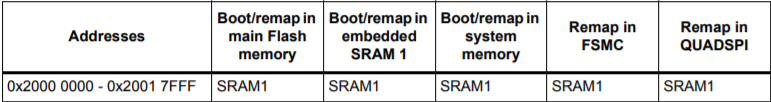 Addresses
Boot/remap in
main Flash
memory
Boot/remap in
embedded
SRAM 1
Boot/remap in
system
memory
Remap in
FSMC
Remap in
QUADSPI
0x2000 0000 - 0x2001 7FFF SRAM1 SRAM1 SRAM1 SRAM1 SRAM1